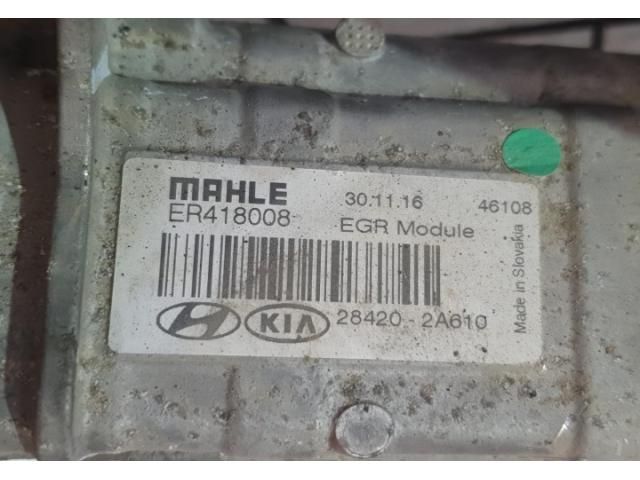 MAHLE 30.11.16 46108
ER418008 EGR Module
KIA 28420 - 2A610
Made in Slovakia